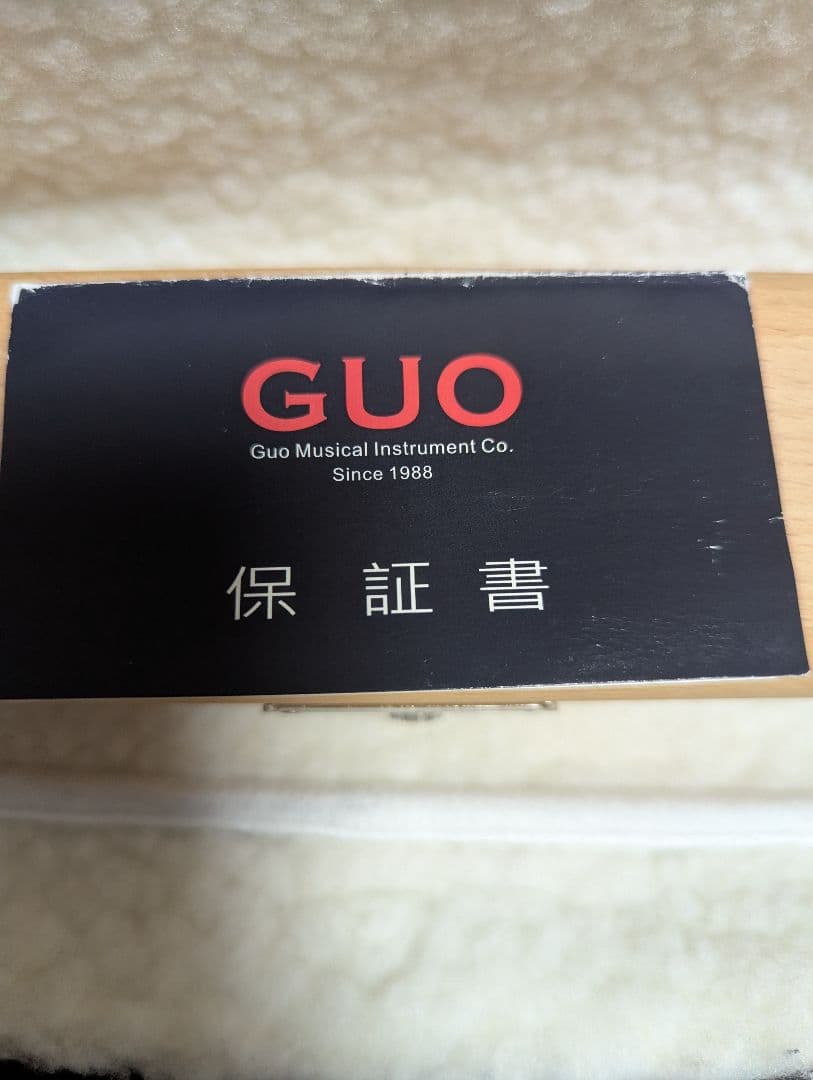 GUO
Guo Musical Instrument Co.
Since 1988
保証書